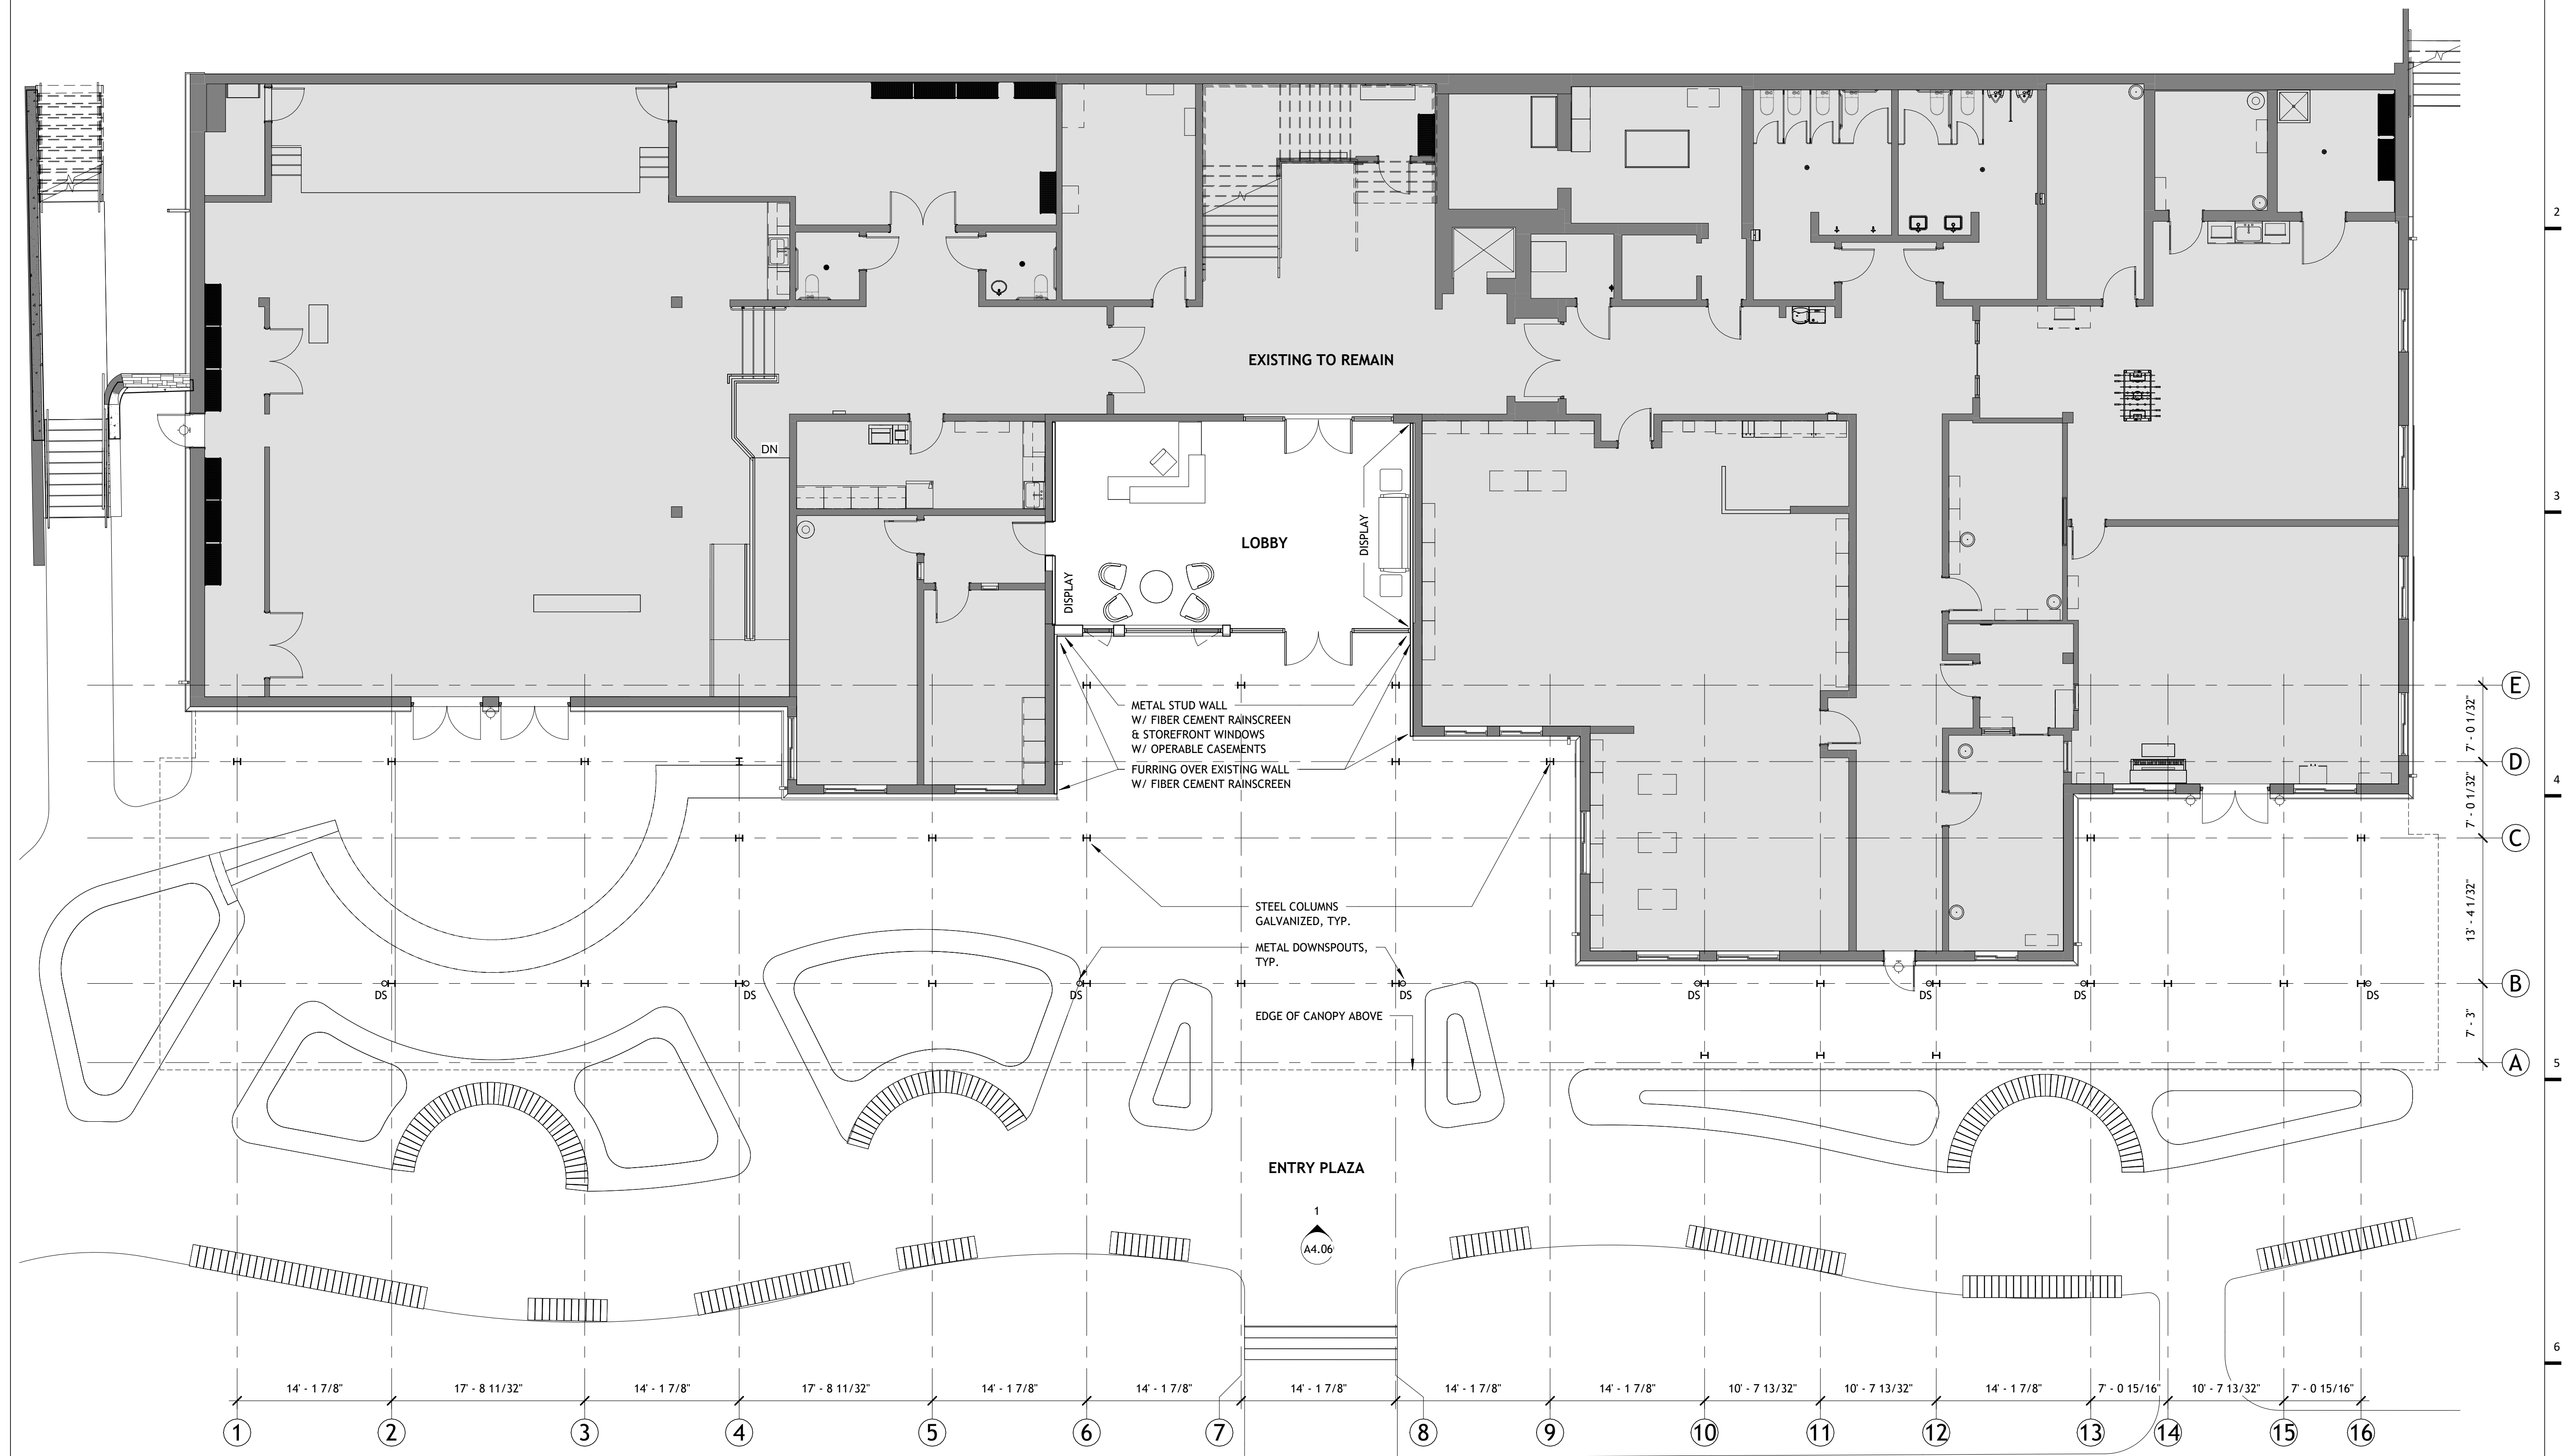 2
EXISTING TO REMAIN
DN
3
LOBBY
DISPLAY
DISPLAY
E
METAL STUD WALL
W/ FIBER CEMENT RAINSCREEN
& STOREFRONT WINDOWS
W/ OPERABLE CASEMENTS
7' - 0 1/32"
FURRING OVER EXISTING WALL
W/ FIBER CEMENT RAINSCREEN
D
4
7' - 0 1/32"
C
STEEL COLUMNS
GALVANIZED, TYP.
13' - 4 1/32"
METAL DOWNSPOUTS,
TYP.
B
DS
DS
DS
DS
DS
DS
DS
DS
EDGE OF CANOPY ABOVE
7' - 3"
A
5
ENTRY PLAZA
1
A4.06
6
14' - 1 7/8"
17' - 8 11/32"
14' - 1 7/8"
17' - 8 11/32"
14' - 1 7/8"
14' - 1 7/8"
14' - 1 7/8"
14' - 1 7/8"
14' - 1 7/8"
10' - 7 13/32"
10' - 7 13/32"
14' - 1 7/8"
7' - 0 15/16"
10' - 7 13/32"
7' - 0 15/16"
1
2
3
4
5
6
7
8
9
10
11
12
13
14
15
16